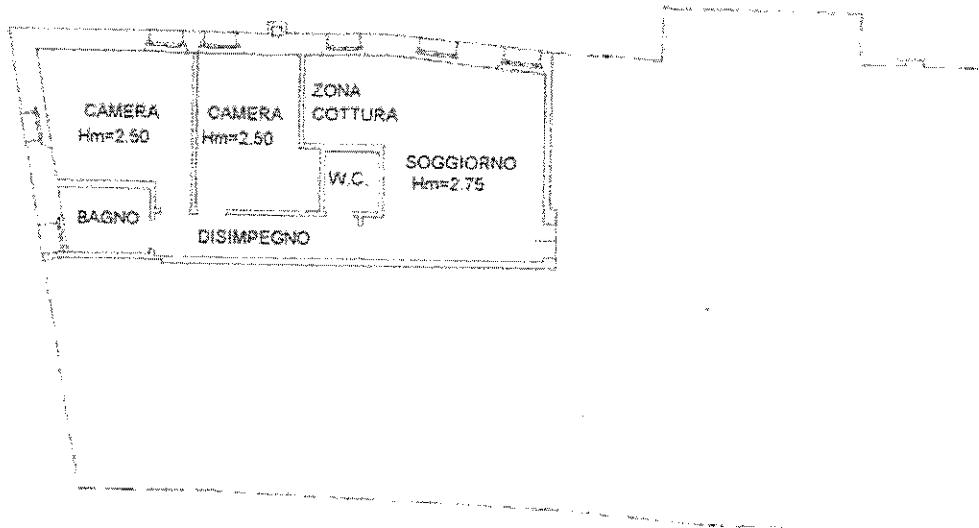 ZONA
COTTURA
CAMERA
Hm=2.50
CAMERA
Hm=2.50
SOGGIORNO
Hm=2.75
W.C.
BAGNO
DISIMPEGNO